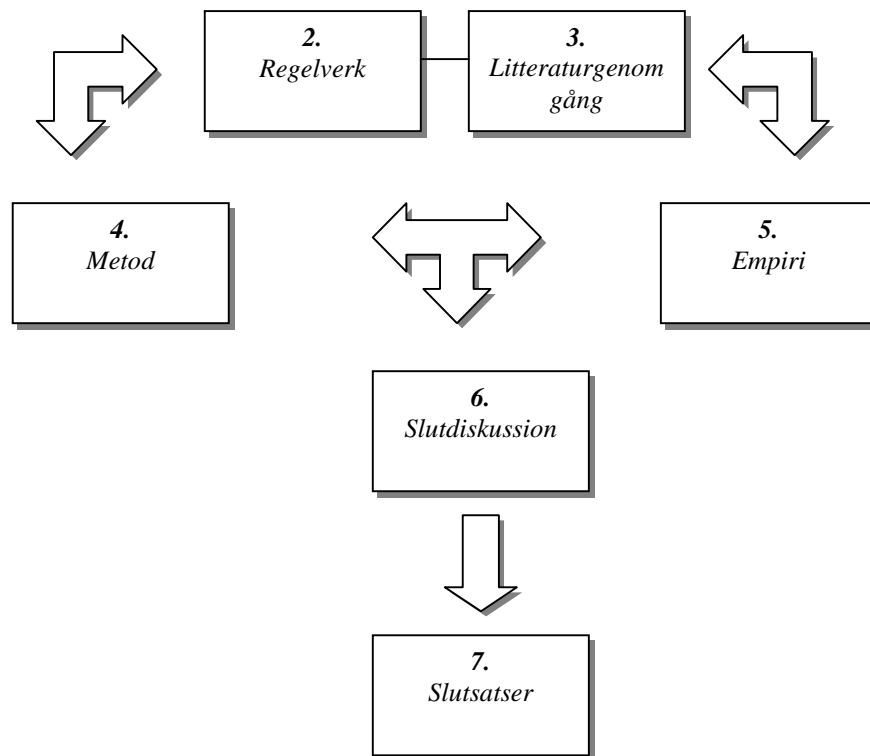 2.
Regelverk
3.
Litteraturgenom
gång
4.
Metod
5.
Empiri
6.
Slutdiskussion
7.
Slutsatser